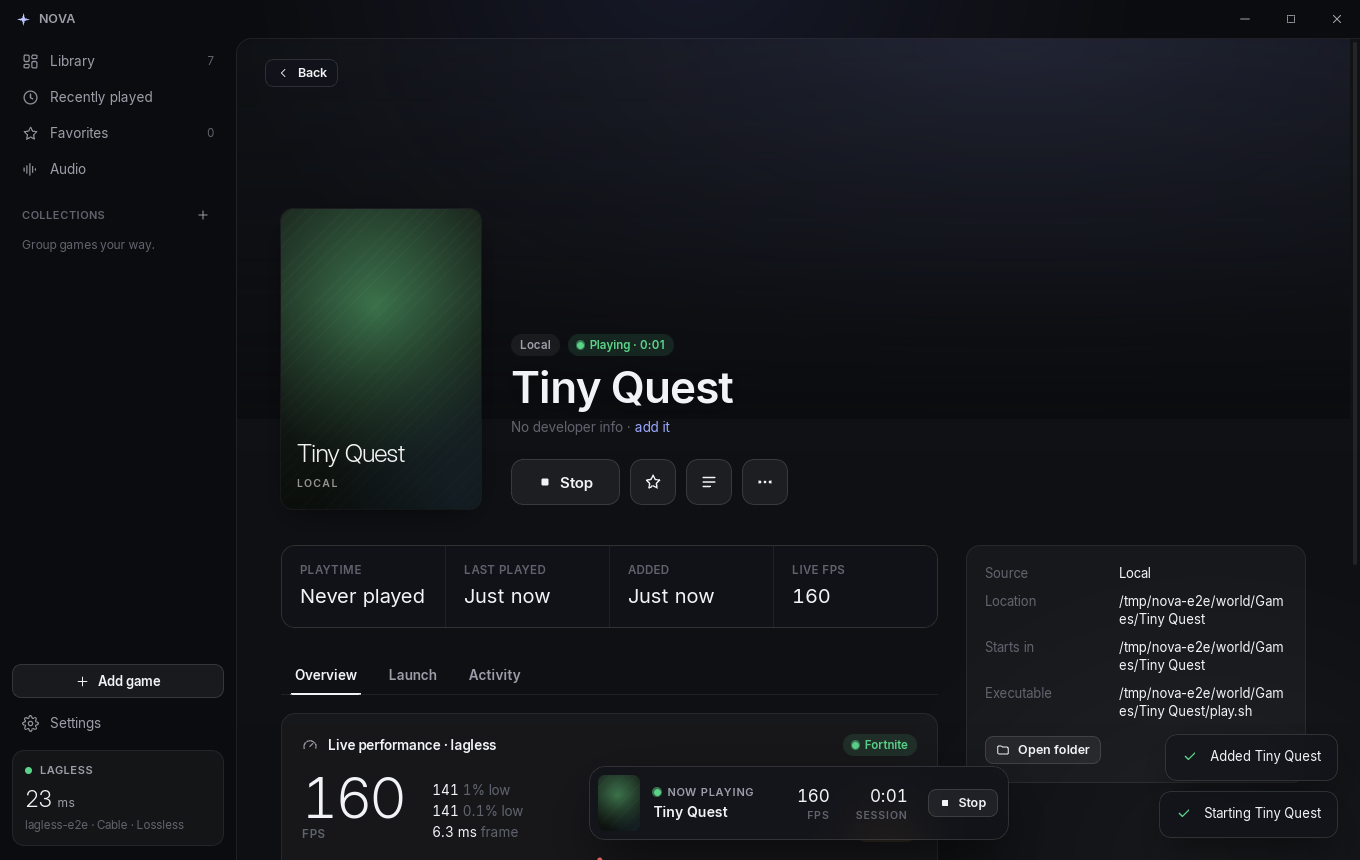 NOVA
Library 7
Recently played
Favorites 0
Audio
COLLECTIONS
Group games your way.
Add game
Settings
LAGLESS
23 ms
lagless-e2e · Cable · Lossless
Back
Tiny Quest
LOCAL
Local Playing · 0:01
Tiny Quest
No developer info · add it
Stop
PLAYTIME LAST PLAYED ADDED LIVE FPS
Never played Just now Just now 160
Overview Launch Activity
Live performance · lagless Fortnite
160
FPS
141 1% low
141 0.1% low
6.3 ms frame
Source Local
Location /tmp/nova-e2e/world/Gam
es/Tiny Quest
Starts in /tmp/nova-e2e/world/Gam
es/Tiny Quest
Executable /tmp/nova-e2e/world/Gam
es/Tiny Quest/play.sh
Open folder
NOW PLAYING
Tiny Quest
160
FPS
0:01
SESSION
Stop
Added Tiny Quest
Starting Tiny Quest